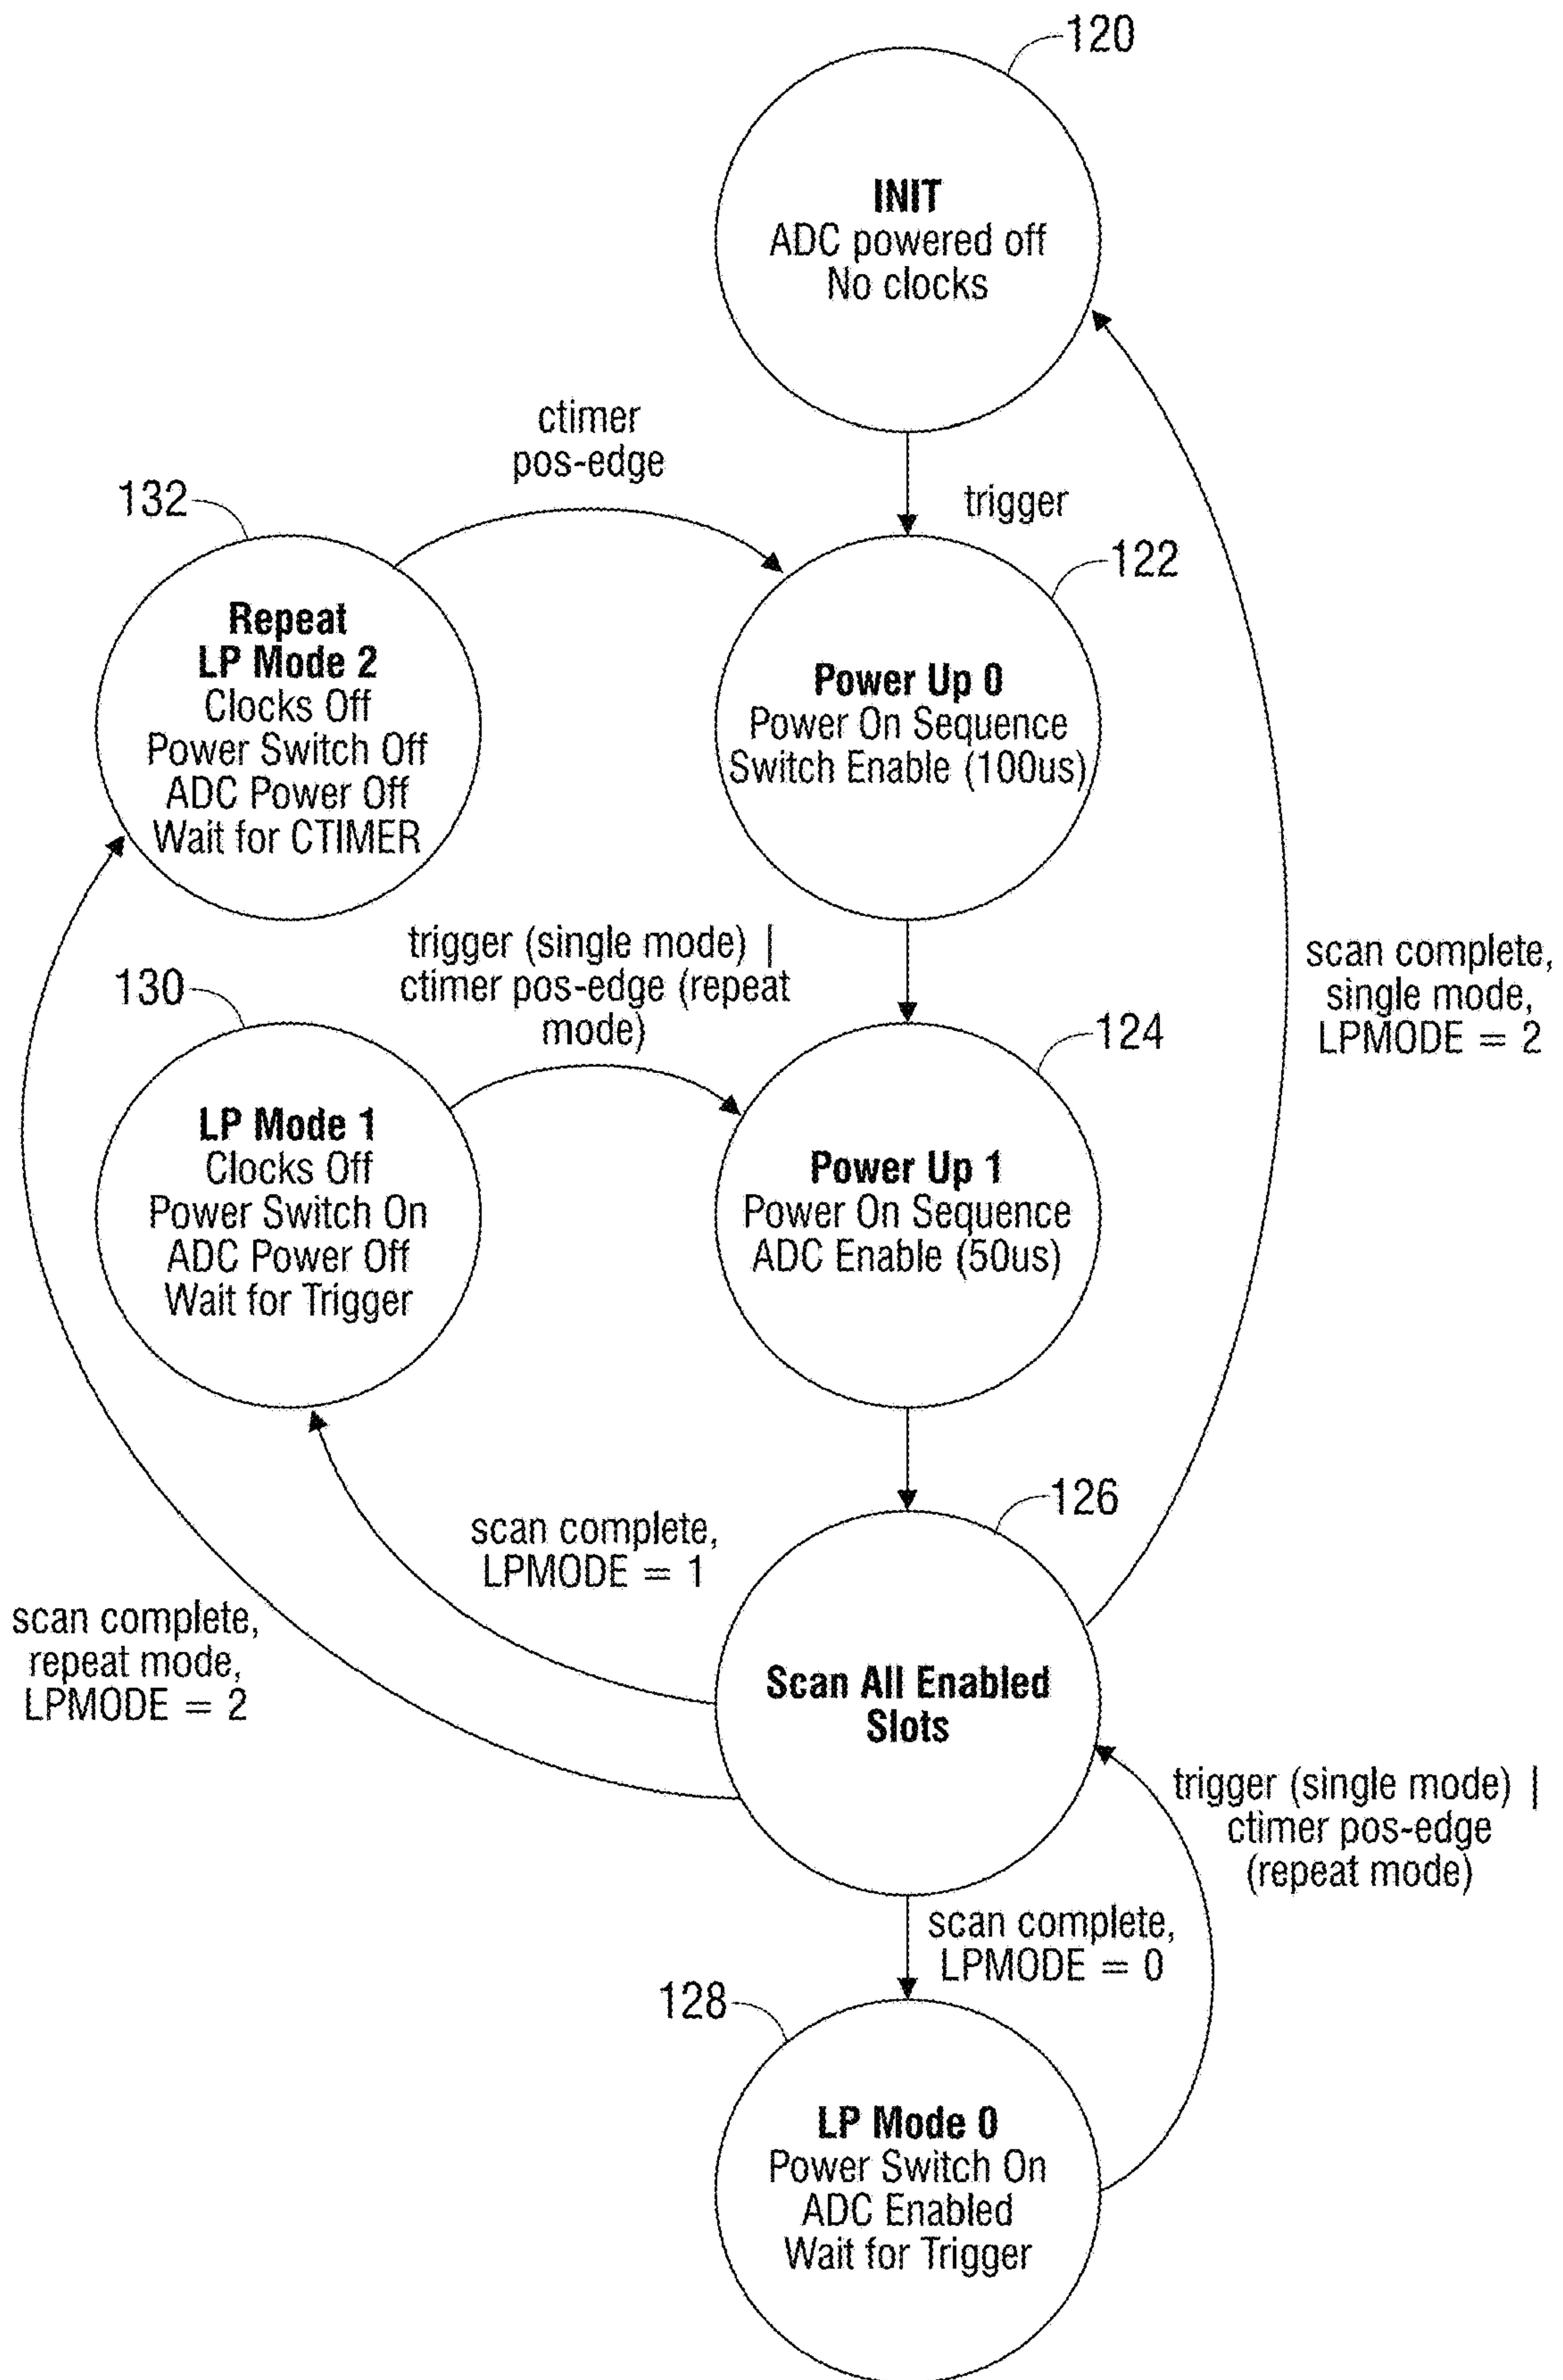 120
INIT
ADC powered off
No clocks
ctimer
pos-edge
trigger
132
122
Repeat
LP Mode 2
Clocks Off
Power Switch Off
ADC Power Off
Wait for CTIMER
Power Up 0
Power On Sequence
Switch Enable (100us)
trigger (single mode) |
ctimer pos-edge (repeat
mode)
scan complete,
single mode,
LPMODE = 2
130
124
LP Mode 1
Clocks Off
Power Switch On
ADC Power Off
Wait for Trigger
Power Up 1
Power On Sequence
ADC Enable (50us)
126
scan complete,
LPMODE = 1
scan complete,
repeat mode,
LPMODE = 2
Scan All Enabled
Slots
trigger (single mode) |
ctimer pos-edge
(repeat mode)
scan complete,
LPMODE = 0
128
LP Mode 0
Power Switch On
ADC Enabled
Wait for Trigger